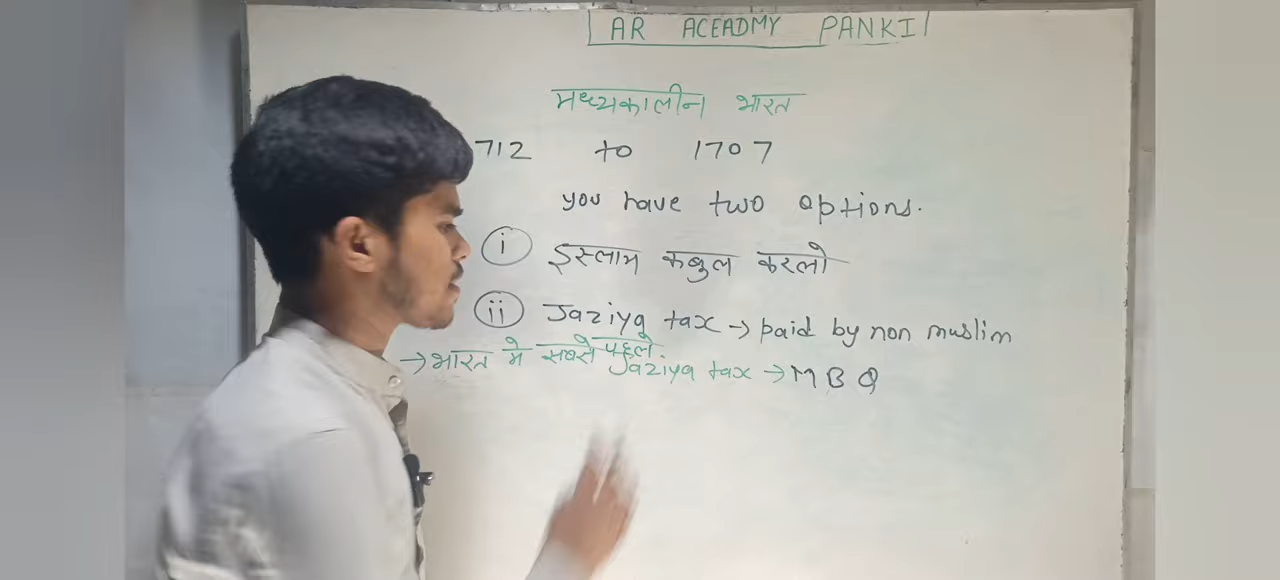 AR ACEADMY PANKI
मध्यकालीन भारत
712 to 1707
you have two options.
i इस्लाम कबुल करलो
ii Jaziya tax → paid by non muslim
→ भारत मे सबसे पहले.
Jaziya tax → M B Q